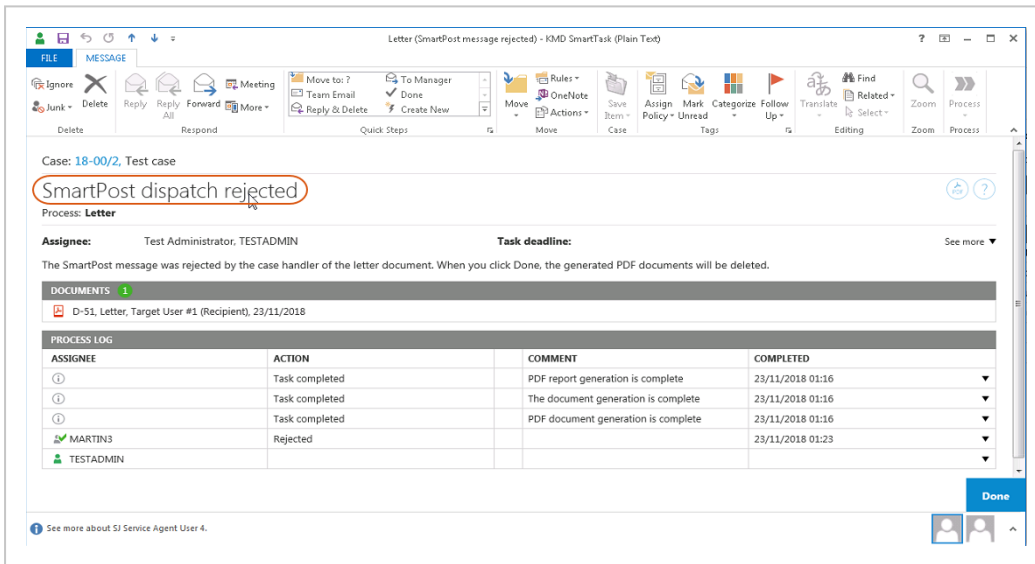 Letter (SmartPost message rejected) - KMD SmartTask (Plain Text)
FILE MESSAGE
Ignore
Junk
Delete
Reply
Reply All
Forward
Meeting
More
Move to: ?
Team Email
Reply & Delete
To Manager
Done
Create New
Move
Rules
OneNote
Actions
Save Item
Assign Policy
Mark Unread
Categorize
Follow Up
Translate
Find
Related
Select
Zoom
Process
Delete Respond Quick Steps Move Case Tags Editing Zoom Process
Case: 18-00/2, Test case
SmartPost dispatch rejected
PDF ?
Process: Letter
Assignee: Test Administrator, TESTADMIN Task deadline: See more
The SmartPost message was rejected by the case handler of the letter document. When you click Done, the generated PDF documents will be deleted.
DOCUMENTS 1
D-51, Letter, Target User #1 (Recipient), 23/11/2018
PROCESS LOG
ASSIGNEE ACTION COMMENT COMPLETED
Task completed PDF report generation is complete 23/11/2018 01:16
Task completed The document generation is complete 23/11/2018 01:16
Task completed PDF document generation is complete 23/11/2018 01:16
MARTIN3 Rejected 23/11/2018 01:23
TESTADMIN
Done
See more about SJ Service Agent User 4.